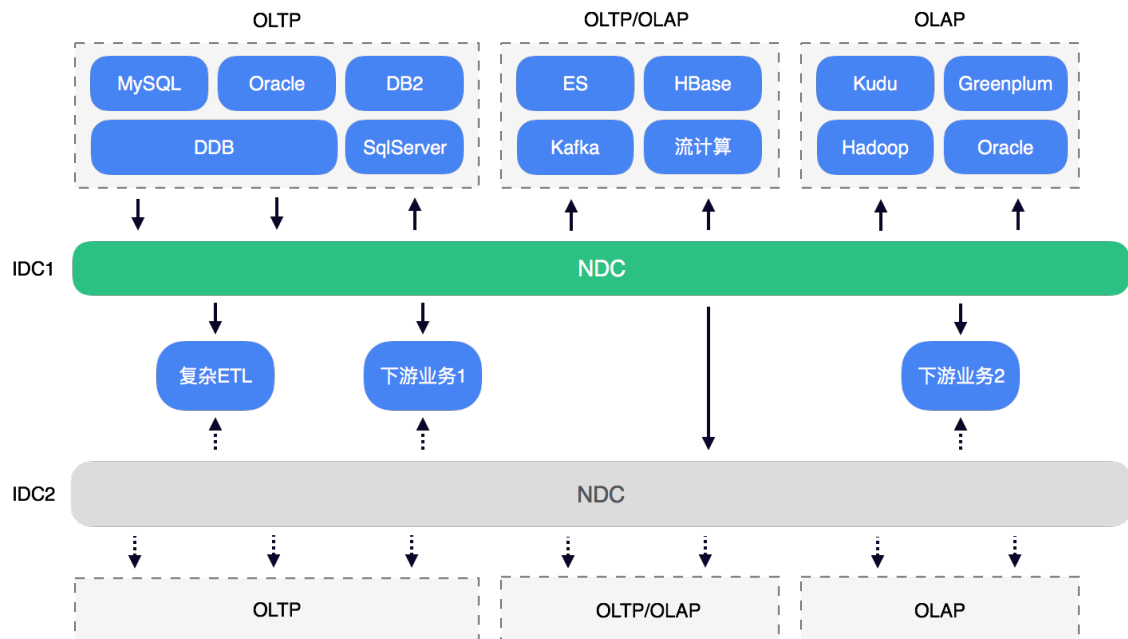 OLTP
OLTP/OLAP
OLAP
MySQL
Oracle
DB2
ES
HBase
Kudu
Greenplum
DDB
SqlServer
Kafka
流计算
Hadoop
Oracle
IDC1
NDC
复杂ETL
下游业务1
下游业务2
IDC2
NDC
OLTP
OLTP/OLAP
OLAP